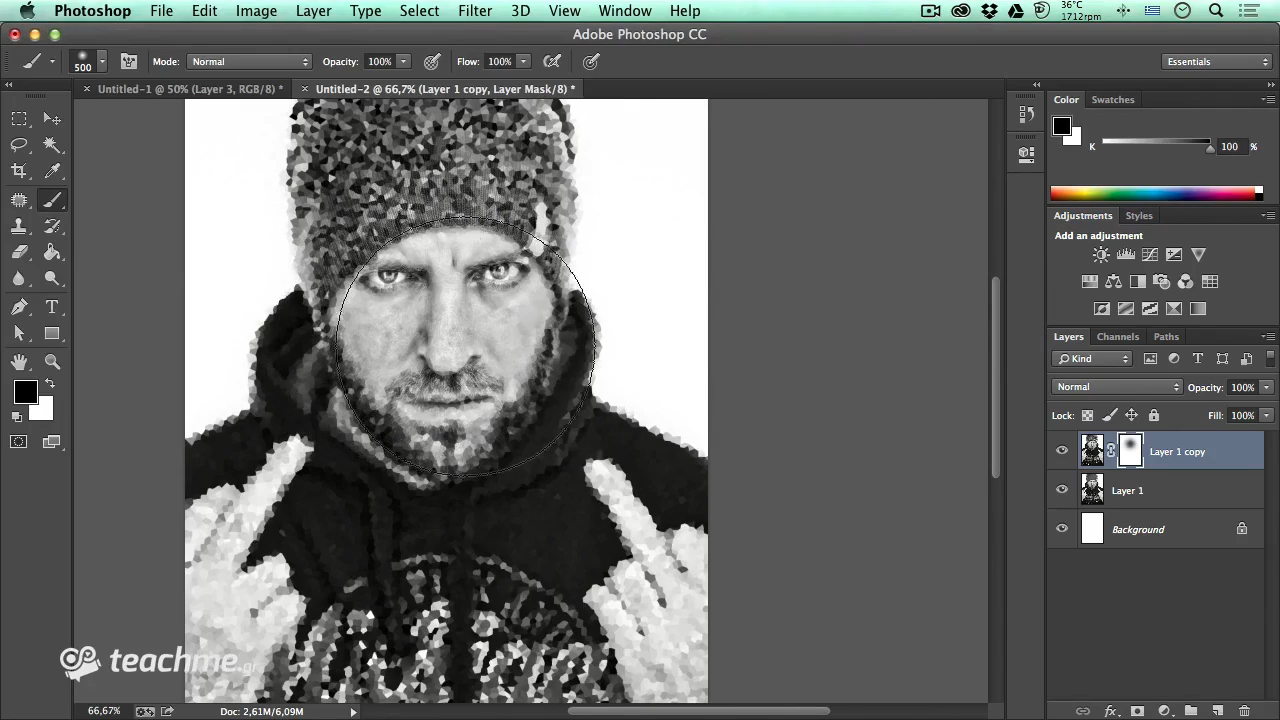 Photoshop File Edit Image Layer Type Select Filter 3D View Window Help 36°C 1712rpm
Adobe Photoshop CC
500 Mode: Normal Opacity: 100% Flow: 100% Essentials
Untitled-1 @ 50% (Layer 3, RGB/8) * Untitled-2 @ 66,7% (Layer 1 copy, Layer Mask/8) *
Color Swatches
K 100 %
Adjustments Styles
Add an adjustment
Layers Channels Paths
Kind
Normal Opacity: 100%
Lock: Fill: 100%
Layer 1 copy
Layer 1
Background
teachme.gr
66,67% Doc: 2,61M/6,09M